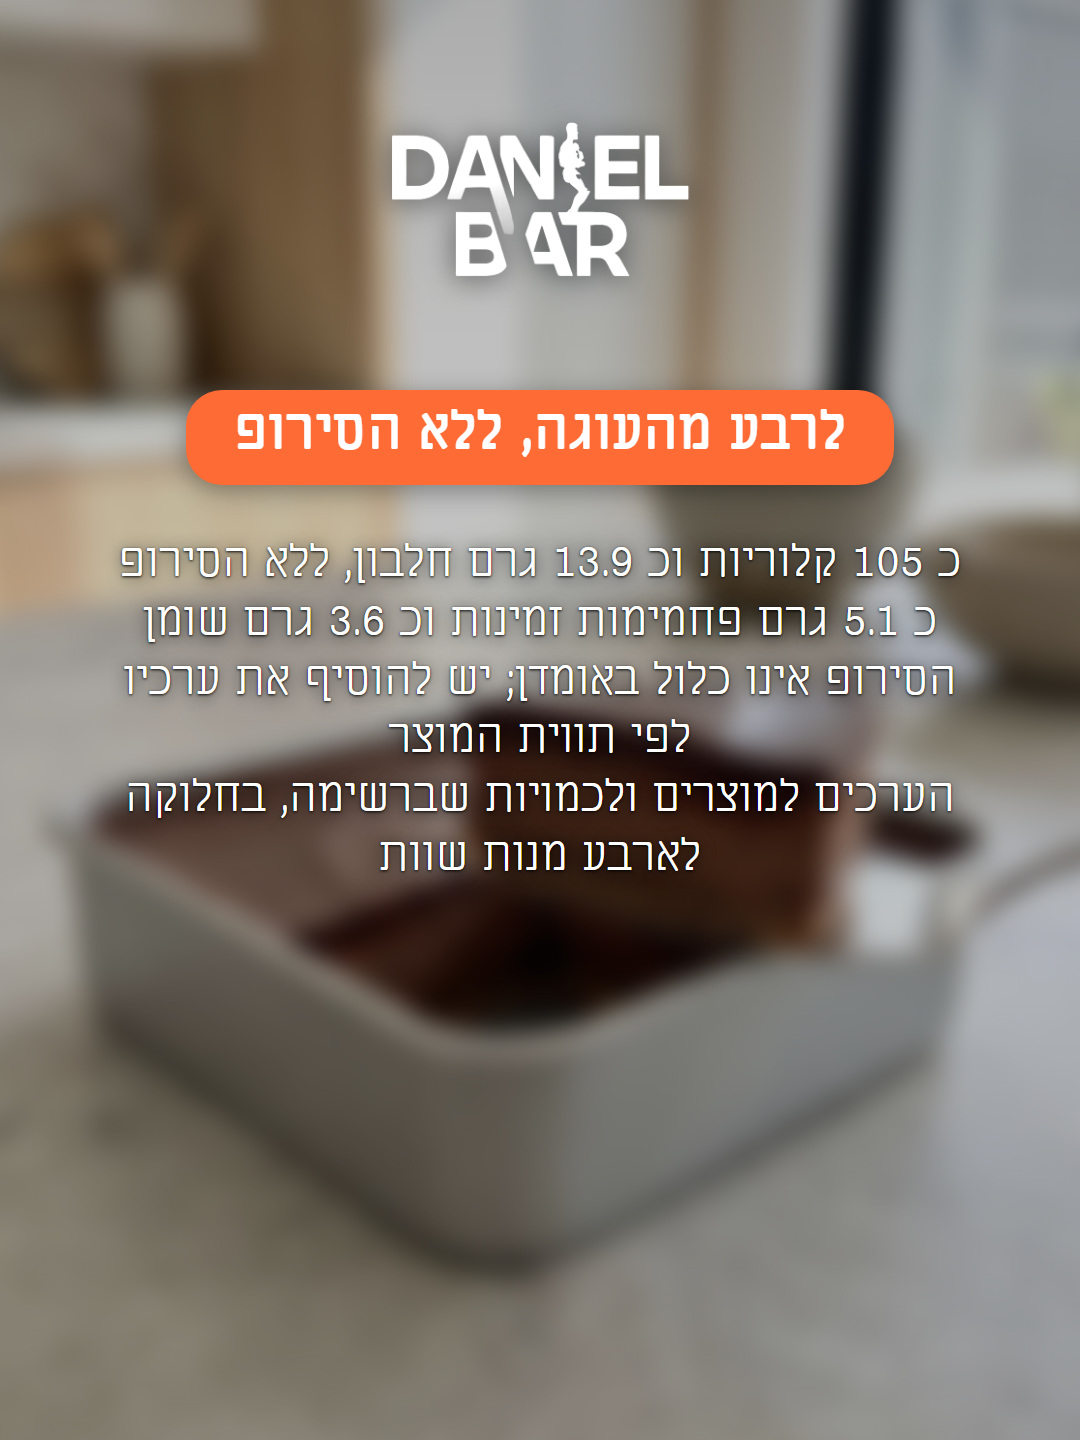 DANIEL
BAR
לרבע מהעוגה, ללא הסירופ
כ 105 קלוריות וכ 13.9 גרם חלבון, ללא הסירופ
כ 5.1 גרם פחמימות זמינות וכ 3.6 גרם שומן
הסירופ אינו כלול באומדן; יש להוסיף את ערכיו
לפי תווית המוצר
הערכים למוצרים ולכמויות שברשימה, בחלוקה
לארבע מנות שוות